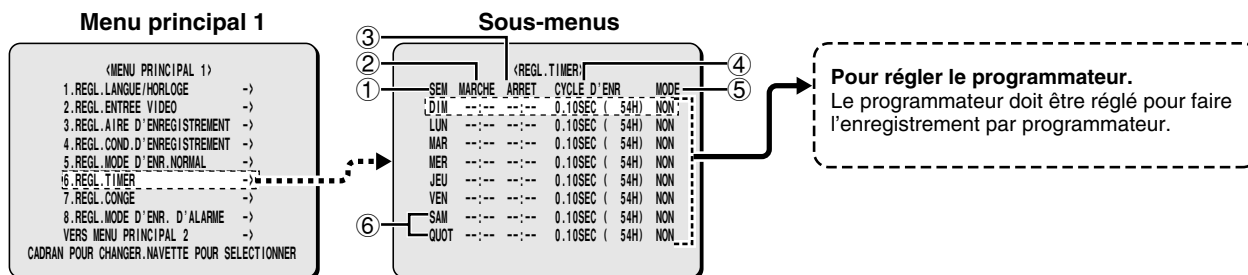 Menu principal 1
<MENU PRINCIPAL 1>
1.REGL.LANGUE/HORLOGE ->
2.REGL.ENTREE VIDEO ->
3.REGL.AIRE D'ENREGISTREMENT ->
4.REGL.COND.D'ENREGISTREMENT ->
5.REGL.MODE D'ENR.NORMAL ->
6.REGL.TIMER ->
7.REGL.CONGE ->
8.REGL.MODE D'ENR. D'ALARME ->
VERS MENU PRINCIPAL 2 ->
CADRAN POUR CHANGER.NAVETTE POUR SELECTIONNER
Sous-menus
③
② ④
① ⑤
⑥
<REGL.TIMER>
SEM MARCHE ARRET CYCLE D'ENR MODE
DIM --:-- --:-- 0.10SEC ( 54H) NON
LUN --:-- --:-- 0.10SEC ( 54H) NON
MAR --:-- --:-- 0.10SEC ( 54H) NON
MER --:-- --:-- 0.10SEC ( 54H) NON
JEU --:-- --:-- 0.10SEC ( 54H) NON
VEN --:-- --:-- 0.10SEC ( 54H) NON
SAM --:-- --:-- 0.10SEC ( 54H) NON
QUOT --:-- --:-- 0.10SEC ( 54H) NON
Pour régler le programmateur.
Le programmateur doit être réglé pour faire
l'enregistrement par programmateur.